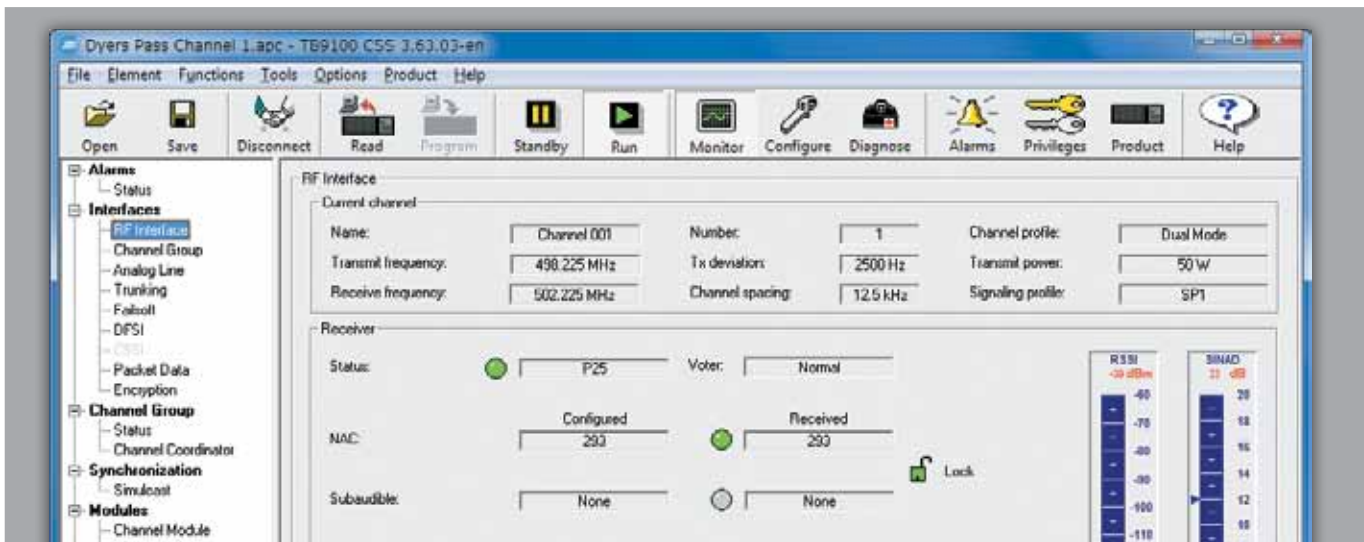 Dyers Pass Channel 1.apc - TB9100 CSS 3.63.03-en
File Element Functions Tools Options Product Help
Open Save Disconnect Read Program Standby Run Monitor Configure Diagnose Alarms Privileges Product Help
Alarms
Status
Interfaces
RF Interface
Channel Group
Analog Line
Trunking
Failsoft
DFSI
CSSI
Packet Data
Encryption
Channel Group
Status
Channel Coordinator
Synchronization
Simulcast
Modules
Channel Module
RF Interface
Current channel
Name: Channel 001 Number: 1 Channel profile: Dual Mode
Transmit frequency: 498.225 MHz Tx deviation: 2500 Hz Transmit power: 50 W
Receive frequency: 502.225 MHz Channel spacing: 12.5 kHz Signaling profile: SP1
Receiver
Status: P25 Voter: Normal
Configured Received
NAC: 293 293
Lock
Subaudible: None None
RSSI
dBm
-60
-70
-80
-90
-100
-110
SINAD
dB
20
18
16
14
12
10